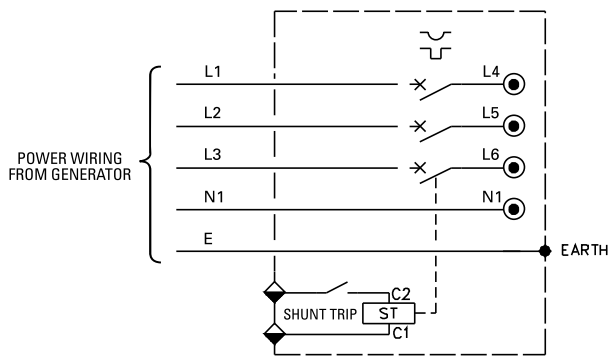 L1
L4
L2
L5
POWER WIRING
FROM GENERATOR
L3
L6
N1
N1
E
EARTH
C2
SHUNT TRIP
ST
C1